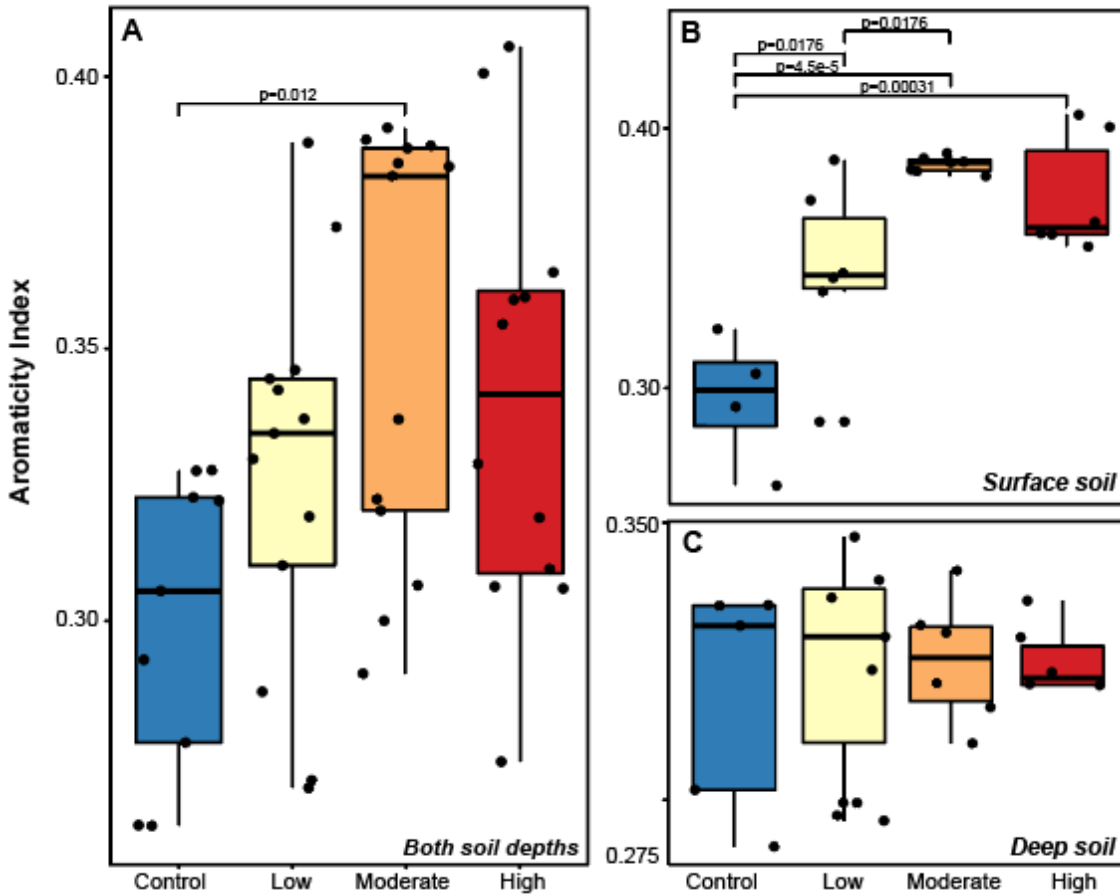 Aromaticity Index
A
0.40
0.35
0.30
p=0.012
Both soil depths
Control Low Moderate High
B
p=0.0176
p=0.0176
p=4.5e-5
p=0.00031
0.40
0.30
Surface soil
C
0.350
0.275
Deep soil
Control Low Moderate High